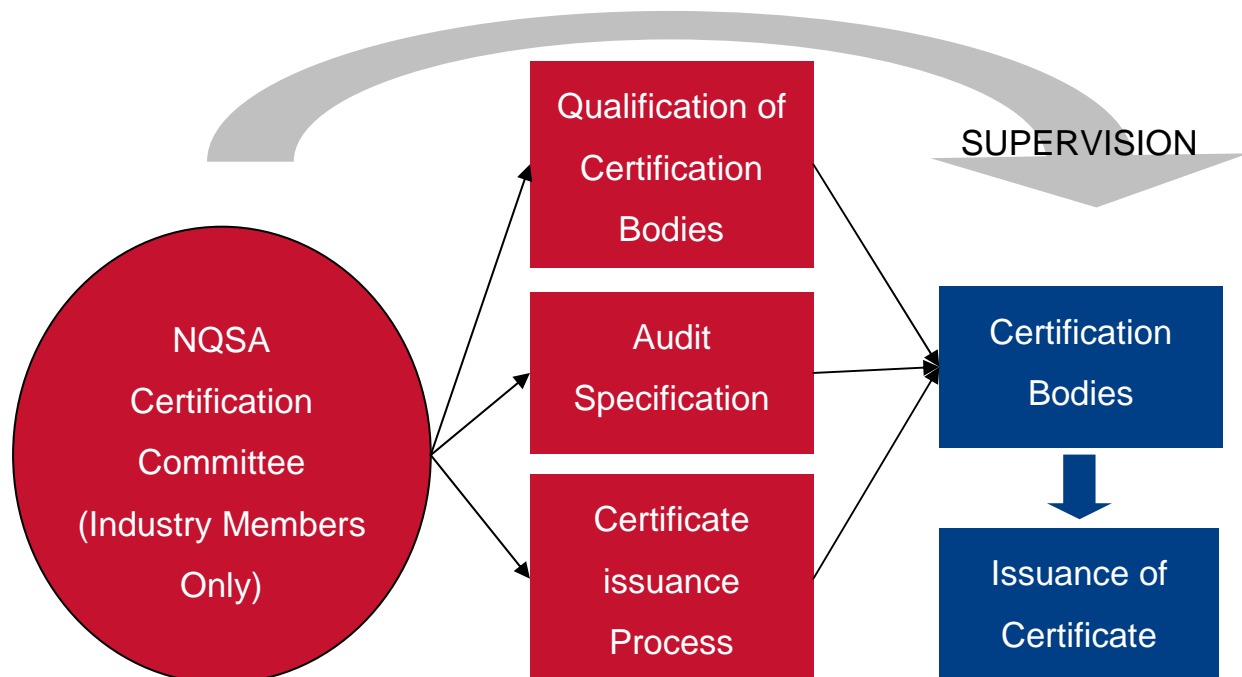 SUPERVISION
NQSA
Certification
Committee
(Industry Members
Only)
Qualification of
Certification
Bodies
Audit
Specification
Certificate
issuance
Process
Certification
Bodies
Issuance of
Certificate